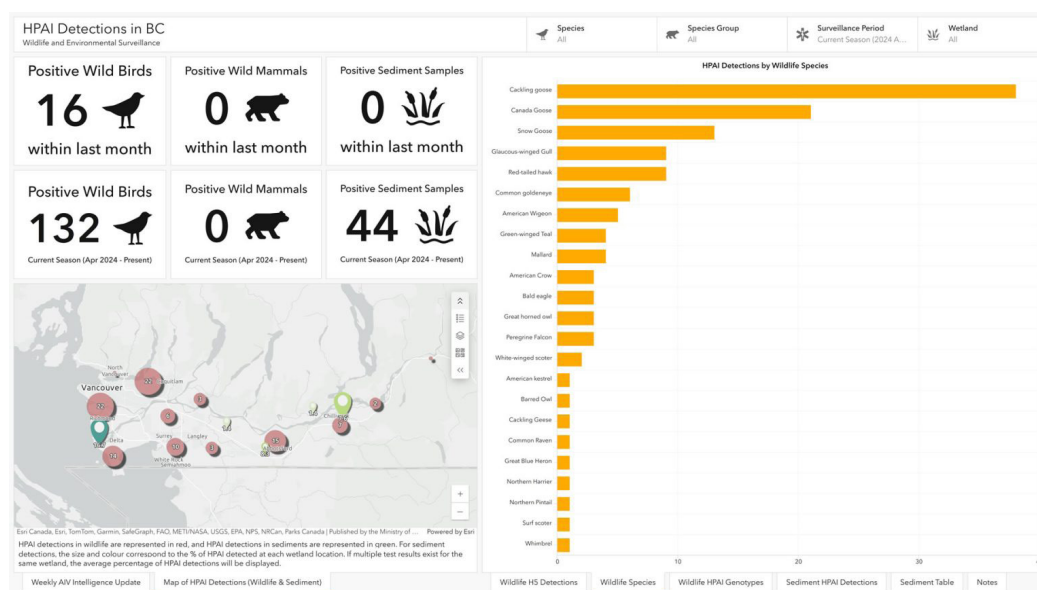 HPAI Detections in BC
Wildlife and Environmental Surveillance
Species
All
Species Group
All
Surveillance Period
Current Season (2024 A...
Wetland
All
Positive Wild Birds
16
within last month
Positive Wild Mammals
0
within last month
Positive Sediment Samples
0
within last month
Positive Wild Birds
132
Current Season (Apr 2024 - Present)
Positive Wild Mammals
0
Current Season (Apr 2024 - Present)
Positive Sediment Samples
44
Current Season (Apr 2024 - Present)
North
Vancouver
Vancouver
22
22
Delta
14
Surrey
Langley
White Rock
Semiahmoo
10
Esri Canada, Esri, TomTom, Garmin, SafeGraph, FAO, METI/NASA, USGS, EPA, NPS, NRCan, Parks Canada | Published by the Ministry of ...
Powered by Esri
HPAI detections in wildlife are represented in red, and HPAI detections in sediments are represented in green. For sediment
detections, the size and colour correspond to the % of HPAI detected at each wetland location. If multiple test results exist for the
same wetland, the average percentage of HPAI detections will be displayed.
Weekly AIV Intelligence Update
Map of HPAI Detections (Wildlife & Sediment)
HPAI Detections by Wildlife Species
Cackling goose
Canada Goose
Snow Goose
Glaucous-winged Gull
Red-tailed hawk
Common goldeneye
American Wigeon
Green-winged Teal
Mallard
American Crow
Bald eagle
Great horned owl
Peregrine Falcon
White-winged scoter
American kestrel
Barred Owl
Cackling Geese
Common Raven
Great Blue Heron
Northern Harrier
Northern Pintail
Surf scoter
Whimbrel
0
10
20
30
Wildlife H5 Detections
Wildlife Species
Wildlife HPAI Genotypes
Sediment HPAI Detections
Sediment Table
Notes